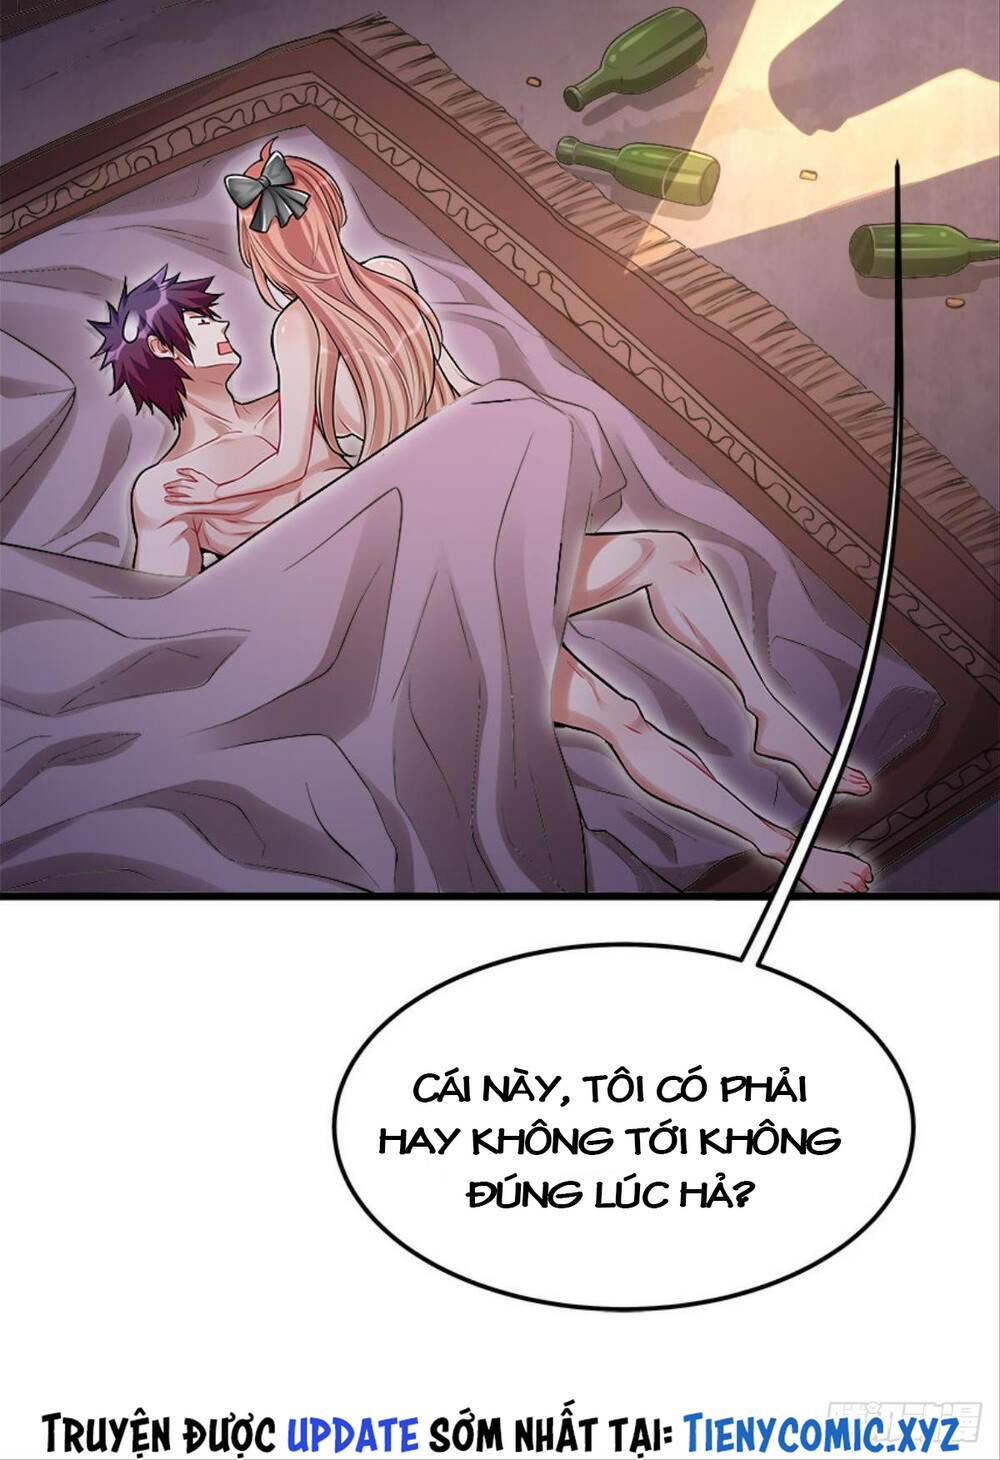 CÁI NÀY, TÔI CÓ PHẢI
HAY KHÔNG TỚI KHÔNG
ĐÚNG LÚC HẢ?
TRUYỆN ĐƯỢC UPDATE SỚM NHẤT TẠI: TIENYCOMIC.XYZ